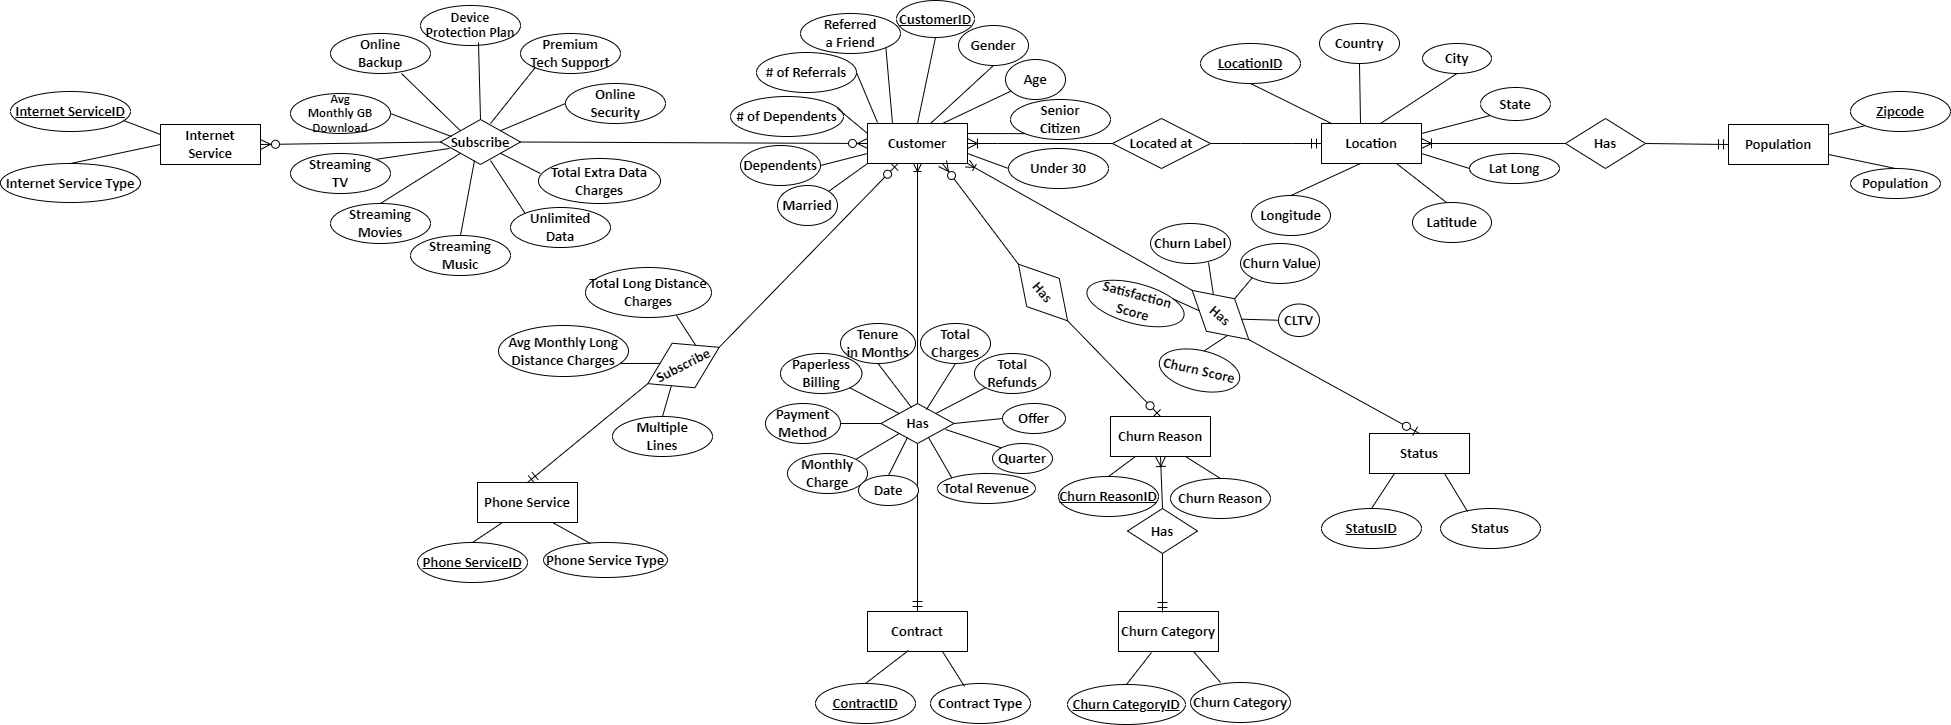 Device
Protection Plan
Online
Backup
Premium
Tech Support
Internet ServiceID
Avg
Monthly GB
Download
Online
Security
Internet
Service
Subscribe
Internet Service Type
Streaming
TV
Total Extra Data
Charges
Streaming
Movies
Unlimited
Data
Streaming
Music
Referred
a Friend
CustomerID
Gender
# of Referrals
Age
# of Dependents
Senior
Citizen
Customer
Dependents
Under 30
Married
Located at
LocationID
Country
City
State
Location
Lat Long
Longitude
Latitude
Has
Zipcode
Population
Population
Total Long Distance
Charges
Avg Monthly Long
Distance Charges
Subscribe
Multiple
Lines
Phone Service
Phone ServiceID
Phone Service Type
Tenure
in Months
Total
Charges
Paperless
Billing
Total
Refunds
Payment
Method
Has
Offer
Monthly
Charge
Quarter
Date
Total Revenue
Contract
ContractID
Contract Type
Has
Churn Reason
Churn ReasonID
Churn Reason
Has
Churn Category
Churn CategoryID
Churn Category
Churn Label
Churn Value
Satisfaction
Score
Has
CLTV
Churn Score
Status
StatusID
Status